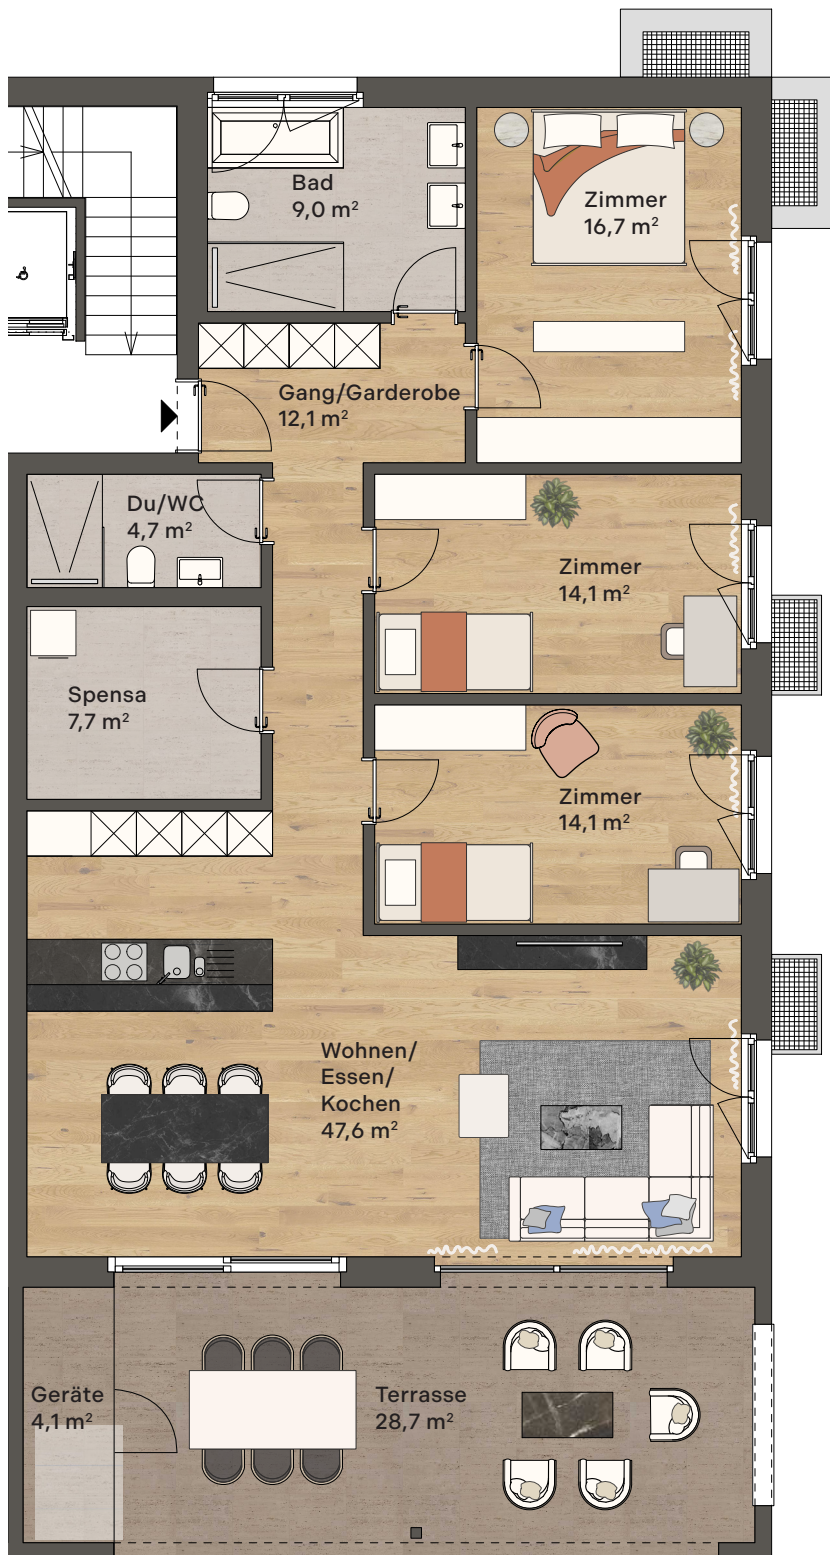 Bad
9,0 m²
Zimmer
16,7 m²
Gang/Garderobe
12,1 m²
Du/WC
4,7 m²
Zimmer
14,1 m²
Spensa
7,7 m²
Zimmer
14,1 m²
Wohnen/
Essen/
Kochen
47,6 m²
Geräte
4,1 m²
Terrasse
28,7 m²